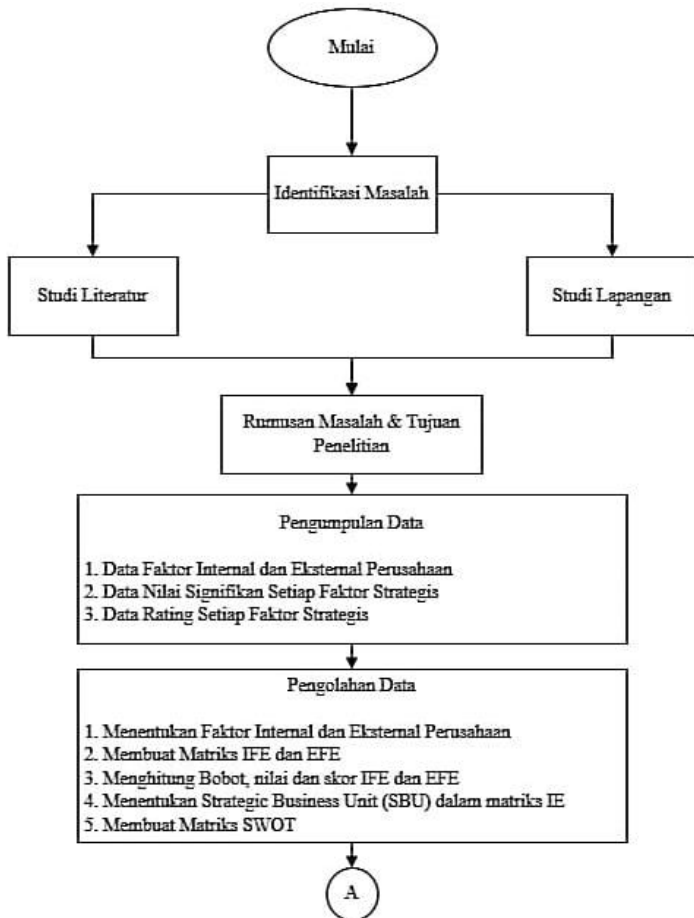 Mulai
Identifikasi Masalah
Studi Literatur
Studi Lapangan
Rumusan Masalah & Tujuan
Penelitian
Pengumpulan Data
1. Data Faktor Internal dan Eksternal Perusahaan
2. Data Nilai Signifikan Setiap Faktor Strategis
3. Data Rating Setiap Faktor Strategis
Pengolahan Data
1. Menentukan Faktor Internal dan Eksternal Perusahaan
2. Membuat Matriks IFE dan EFE
3. Menghitung Bobot, nilai dan skor IFE dan EFE
4. Menentukan Strategic Business Unit (SBU) dalam matriks IE
5. Membuat Matriks SWOT
A